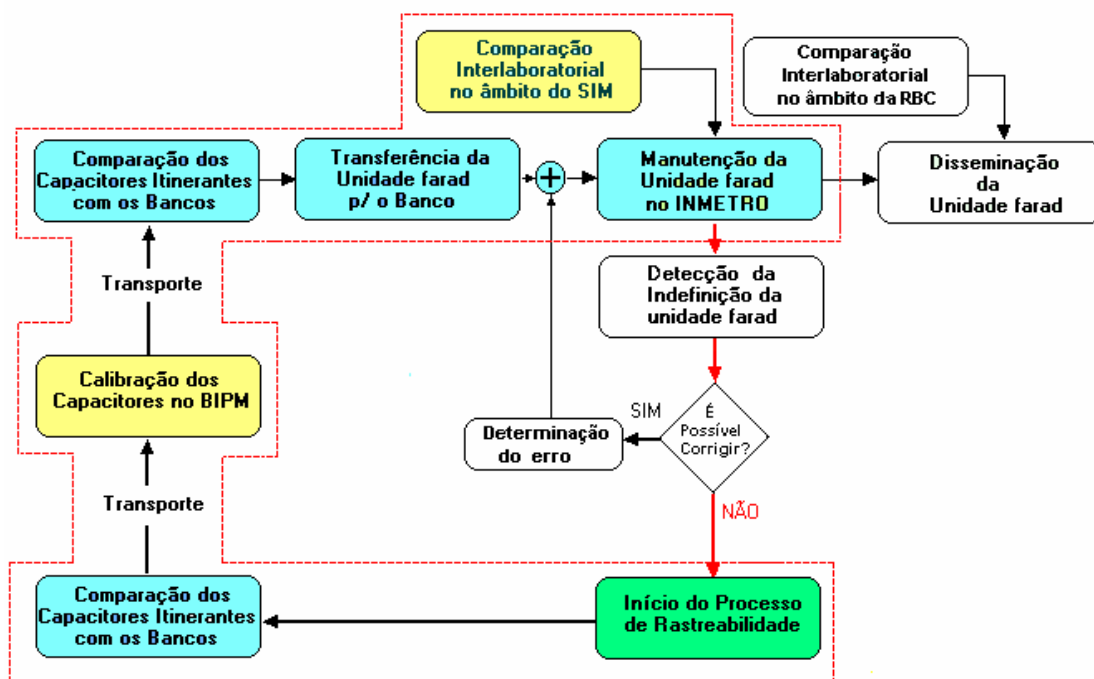 Comparação
Interlaboratorial
no âmbito do SIM
Comparação
Interlaboratorial
no âmbito da RBC
Comparação dos
Capacitores Itinerantes
com os Bancos
Transferência da
Unidade farad
p/ o Banco
+
Manutenção da
Unidade farad
no INMETRO
Disseminação
da
Unidade farad
Transporte
Detecção da
Indefinição da
unidade farad
Calibração dos
Capacitores no BIPM
SIM
É
Possível
Corrigir?
Determinação
do erro
Transporte
NÃO
Comparação dos
Capacitores Itinerantes
com os Bancos
Início do Processo
de Rastreabilidade